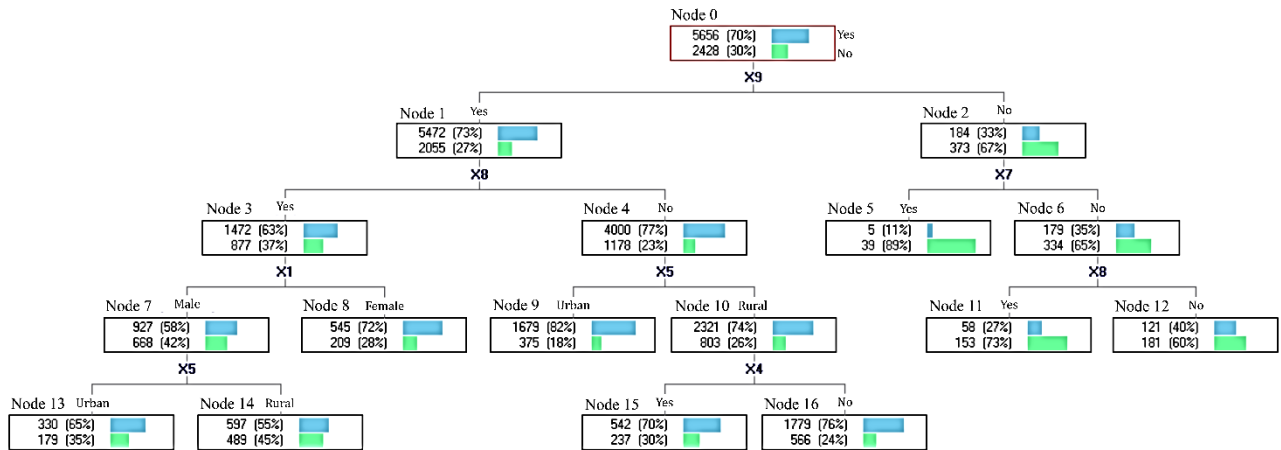 Node 0
5656 (70%) Yes
2428 (30%) No
X9
Node 1 Yes
5472 (73%)
2055 (27%)
X8
Node 2 No
184 (33%)
373 (67%)
X7
Node 3 Yes
1472 (63%)
877 (37%)
X1
Node 4 No
4000 (77%)
1178 (23%)
X5
Node 5 Yes
5 (11%)
39 (89%)
Node 6 No
179 (35%)
334 (65%)
X8
Node 7 Male
927 (58%)
668 (42%)
X5
Node 8 Female
545 (72%)
209 (28%)
Node 9 Urban
1679 (82%)
375 (18%)
Node 10 Rural
2321 (74%)
803 (26%)
X4
Node 11 Yes
58 (27%)
153 (73%)
Node 12 No
121 (40%)
181 (60%)
Node 13 Urban
330 (65%)
179 (35%)
Node 14 Rural
597 (55%)
489 (45%)
Node 15 Yes
542 (70%)
237 (30%)
Node 16 No
1779 (76%)
566 (24%)